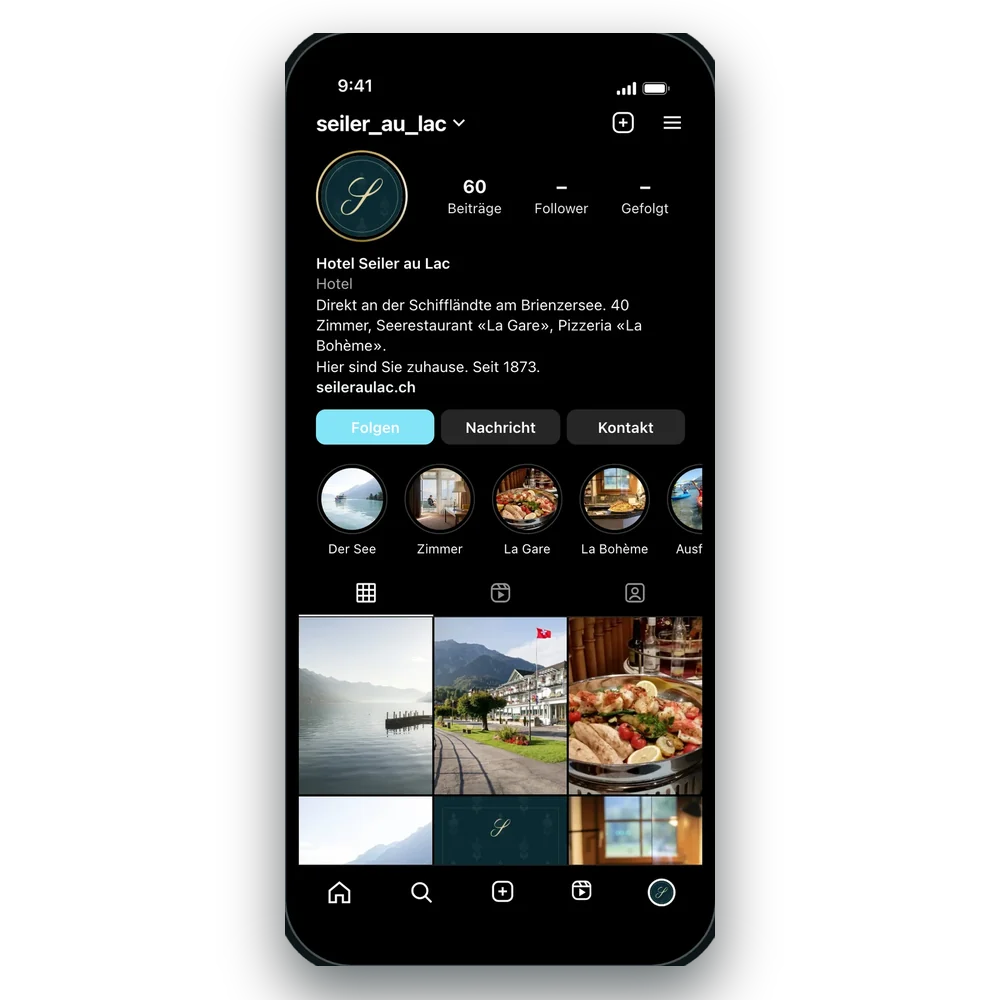 9:41
seiler_au_lac
60 – –
Beiträge Follower Gefolgt
Hotel Seiler au Lac
Hotel
Direkt an der Schiffländte am Brienzersee. 40
Zimmer, Seerestaurant «La Gare», Pizzeria «La
Bohème».
Hier sind Sie zuhause. Seit 1873.
seileraulac.ch
Folgen Nachricht Kontakt
Der See Zimmer La Gare La Bohème Ausf